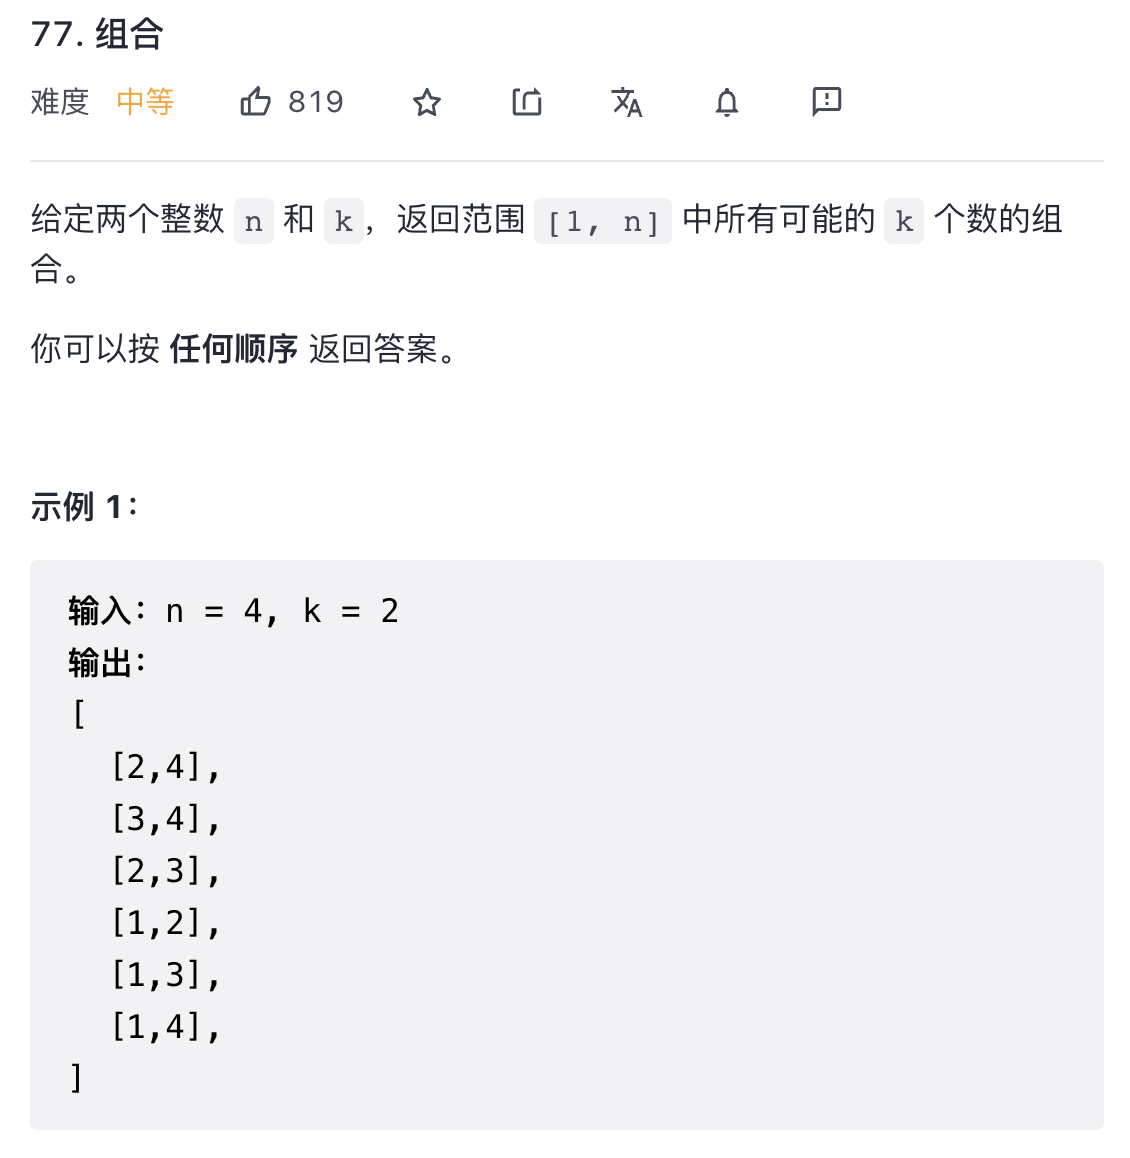 77. 组合
难度 中等 819
给定两个整数 n 和 k，返回范围 [1, n] 中所有可能的 k 个数的组
合。
你可以按 任何顺序 返回答案。
示例 1：
输入：n = 4, k = 2
输出：
[
[2,4],
[3,4],
[2,3],
[1,2],
[1,3],
[1,4],
]